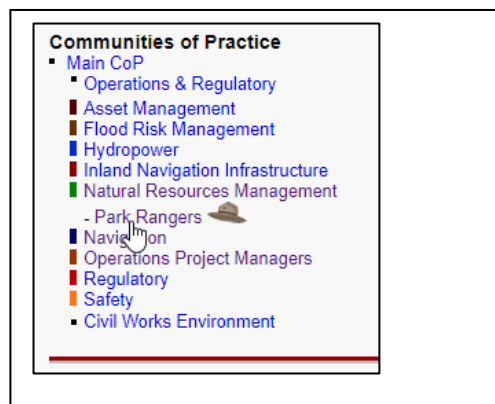 Communities of Practice
Main CoP
Operations & Regulatory
Asset Management
Flood Risk Management
Hydropower
Inland Navigation Infrastructure
Natural Resources Management
- Park Rangers
Navigation
Operations Project Managers
Regulatory
Safety
Civil Works Environment